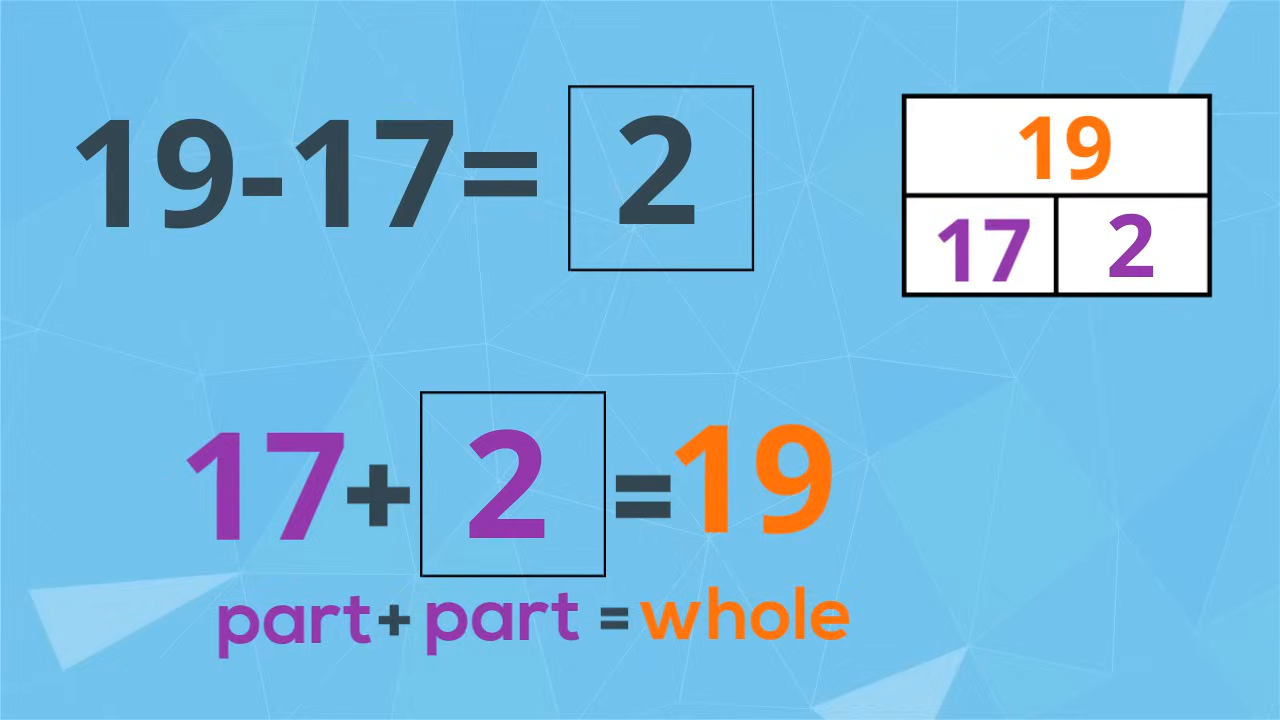 19-17= 2
19
17 2
17+ 2 =19
part+ part = whole